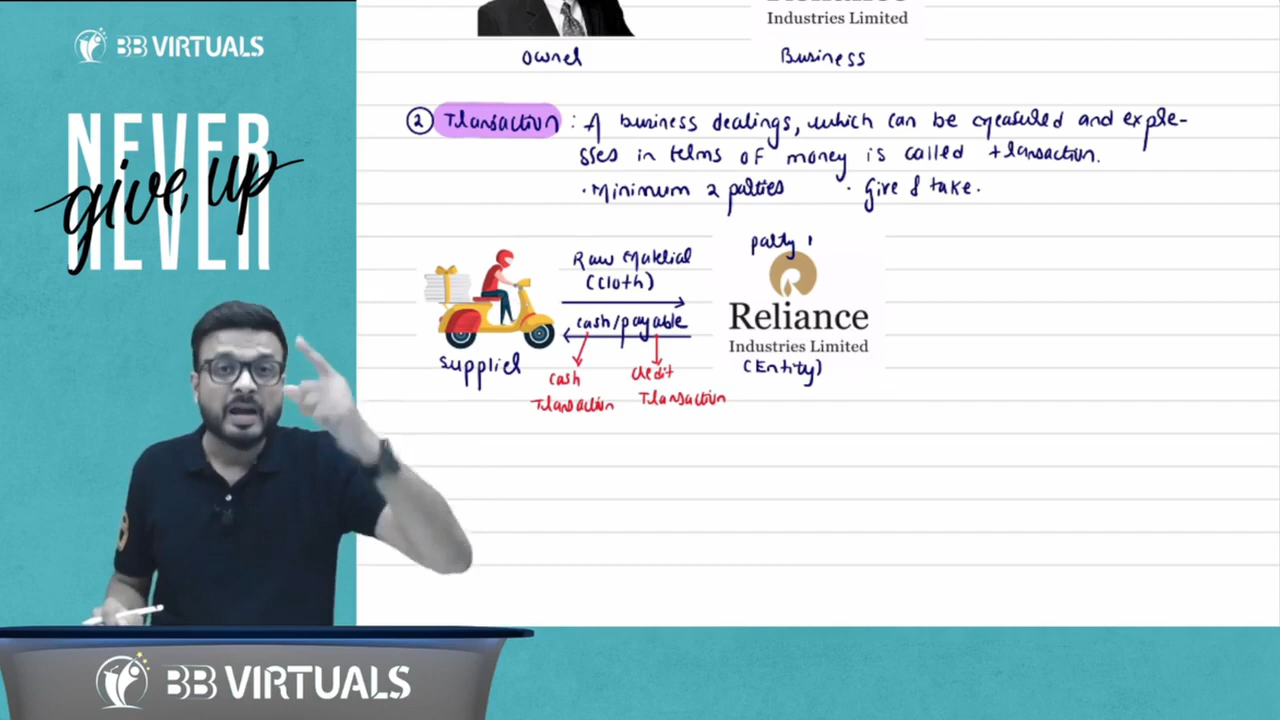 BB VIRTUALS
NEVER
give up
NEVER
Industries Limited
Owner
Business
2 Transaction : A business dealings, which can be measured and expre-
sses in terms of money is called transaction.
· Minimum 2 parties · Give & take.
party 1
Raw Material
(Cloth)
cash/payable
Reliance
Industries Limited
(Entity)
Supplier
cash
Transaction
credit
Transaction
BB VIRTUALS